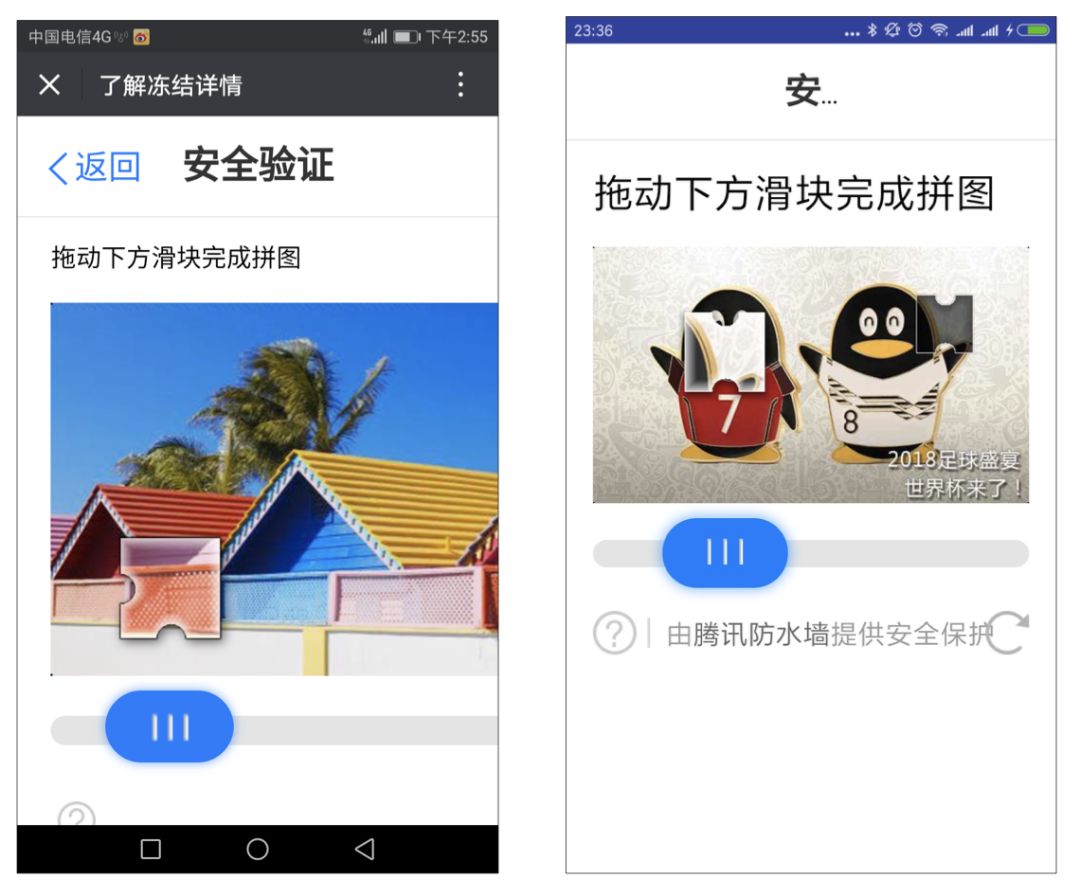 中国电信4G
4G 下午2:55
了解冻结详情
返回 安全验证
拖动下方滑块完成拼图
23:36
安...
拖动下方滑块完成拼图
7
8
2018足球盛宴
世界杯来了！
由腾讯防水墙提供安全保护